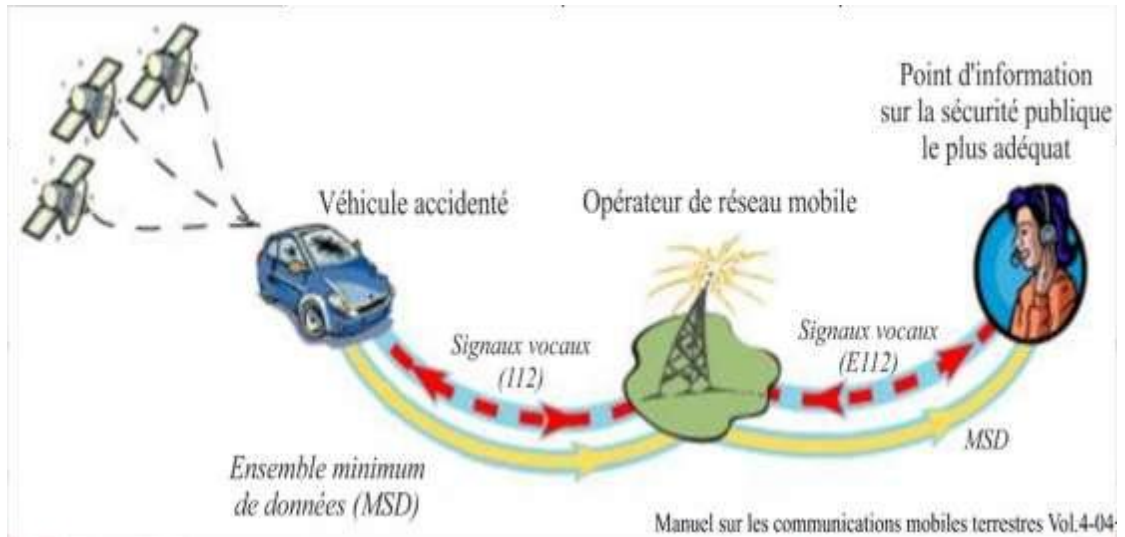 Point d'information
sur la sécurité publique
le plus adéquat
Véhicule accidenté
Opérateur de réseau mobile
Signaux vocaux
(112)
Signaux vocaux
(E112)
MSD
Ensemble minimum
de données (MSD)
Manuel sur les communications mobiles terrestres Vol.4-04